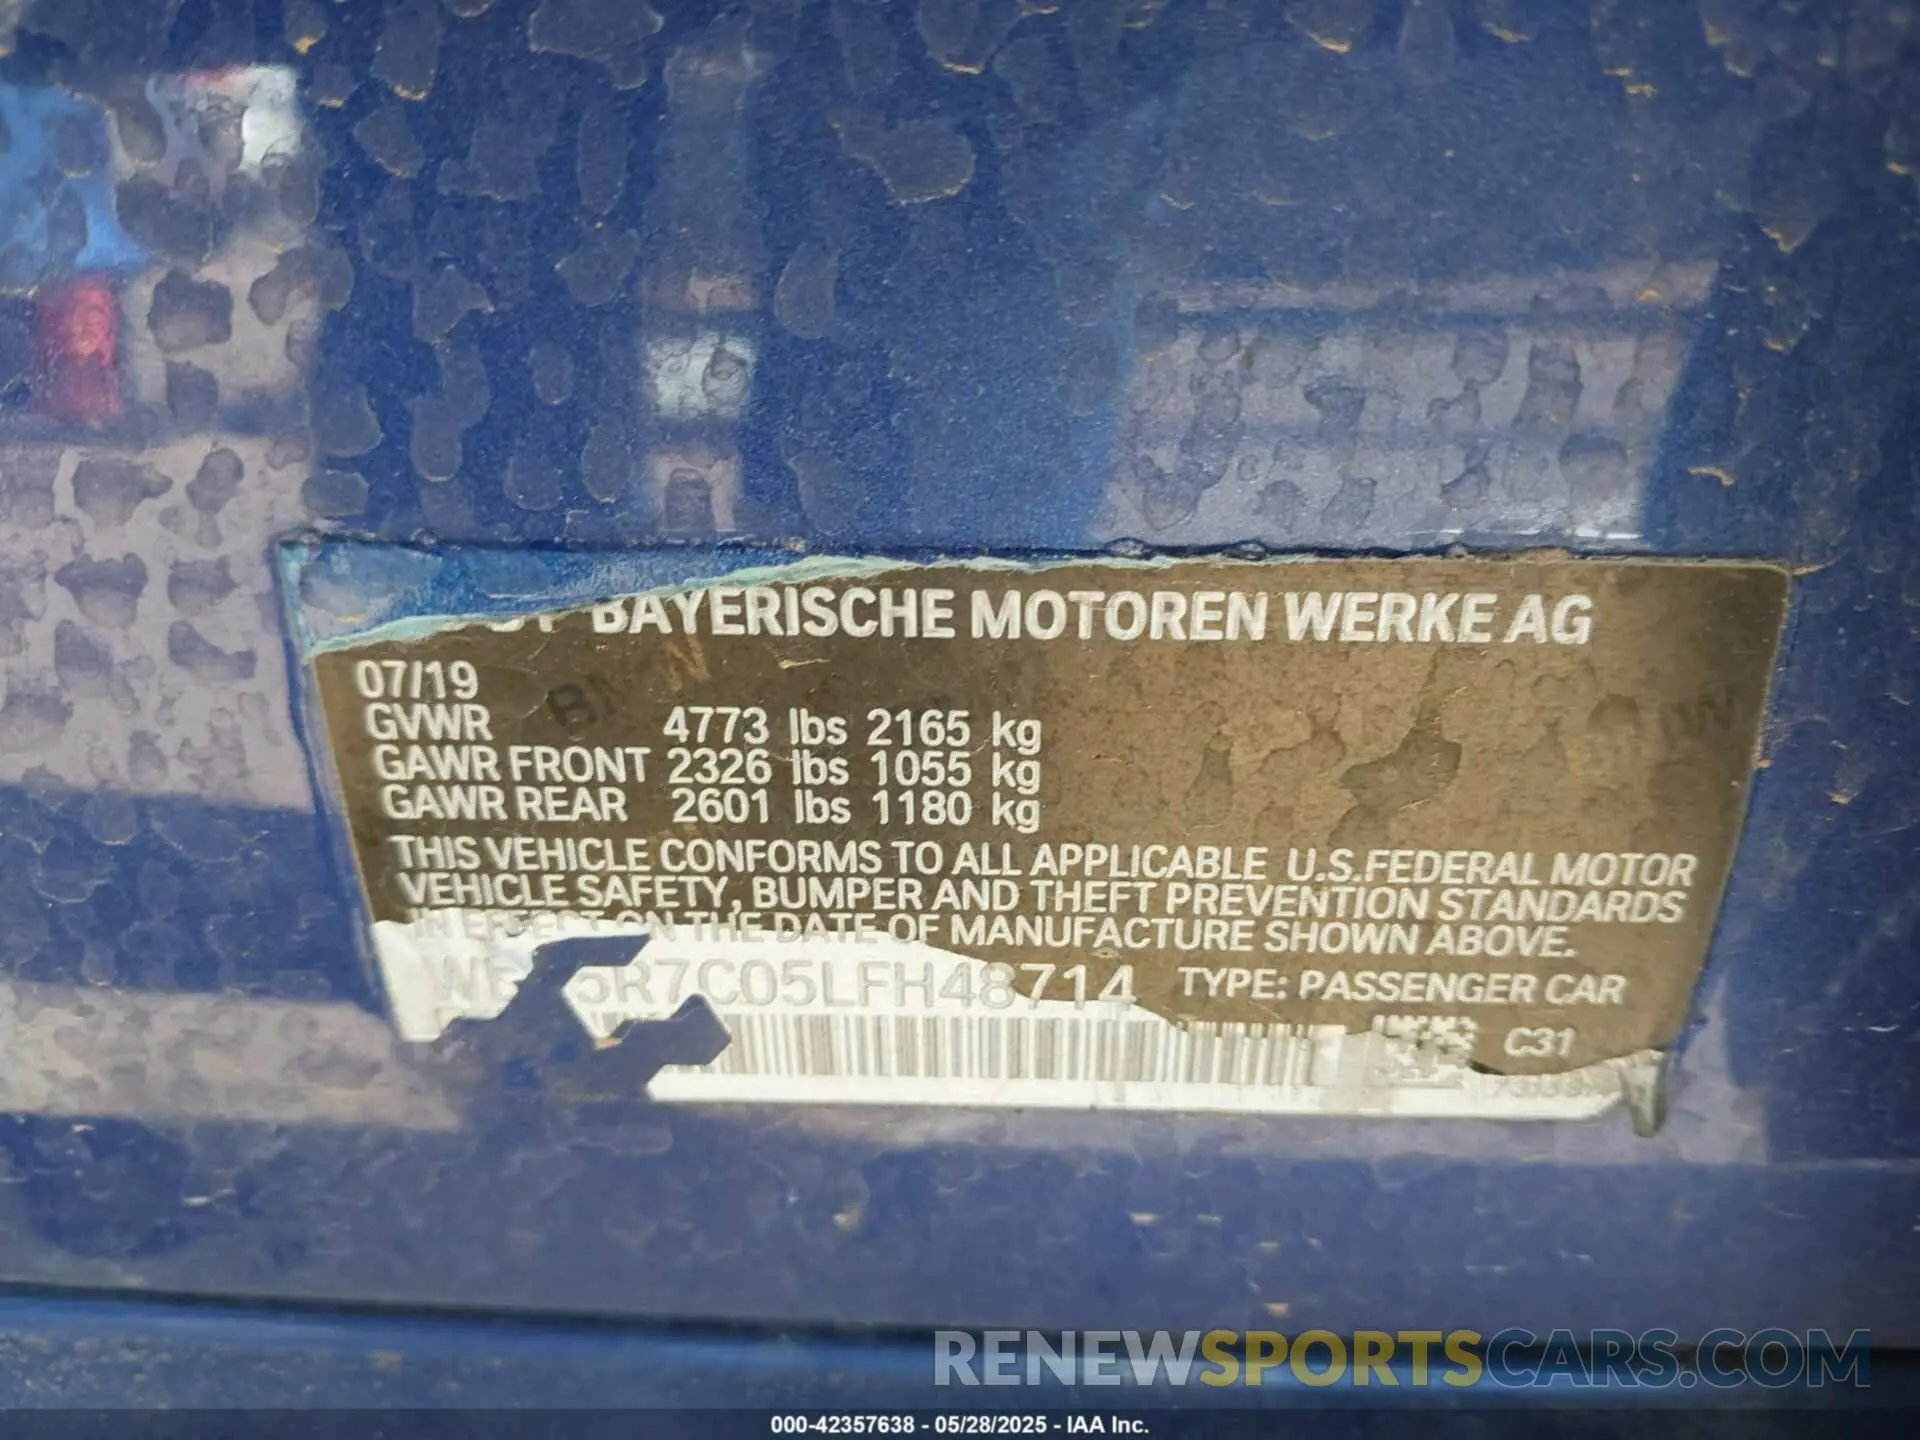 BAYERISCHE MOTOREN WERKE AG
07/19
GVWR 4773 lbs 2165 kg
GAWR FRONT 2326 lbs 1055 kg
GAWR REAR 2601 lbs 1180 kg
THIS VEHICLE CONFORMS TO ALL APPLICABLE U.S.FEDERAL MOTOR
VEHICLE SAFETY, BUMPER AND THEFT PREVENTION STANDARDS
IN EFFECT ON THE DATE OF MANUFACTURE SHOWN ABOVE.
5R7C05LFH48714 TYPE: PASSENGER CAR
C31
RENEWSPORTSCARS.COM
000-42357638 - 05/28/2025 - IAA Inc.